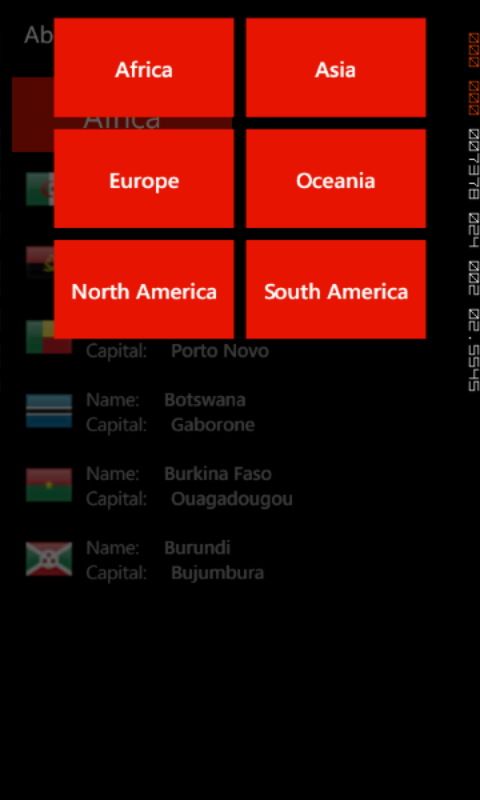 Ab
Africa Asia
Africa
Europe Oceania
North America South America
Capital: Porto Novo
Name: Botswana
Capital: Gaborone
Name: Burkina Faso
Capital: Ouagadougou
Name: Burundi
Capital: Bujumbura
000 000 007378 024 002 02.5545